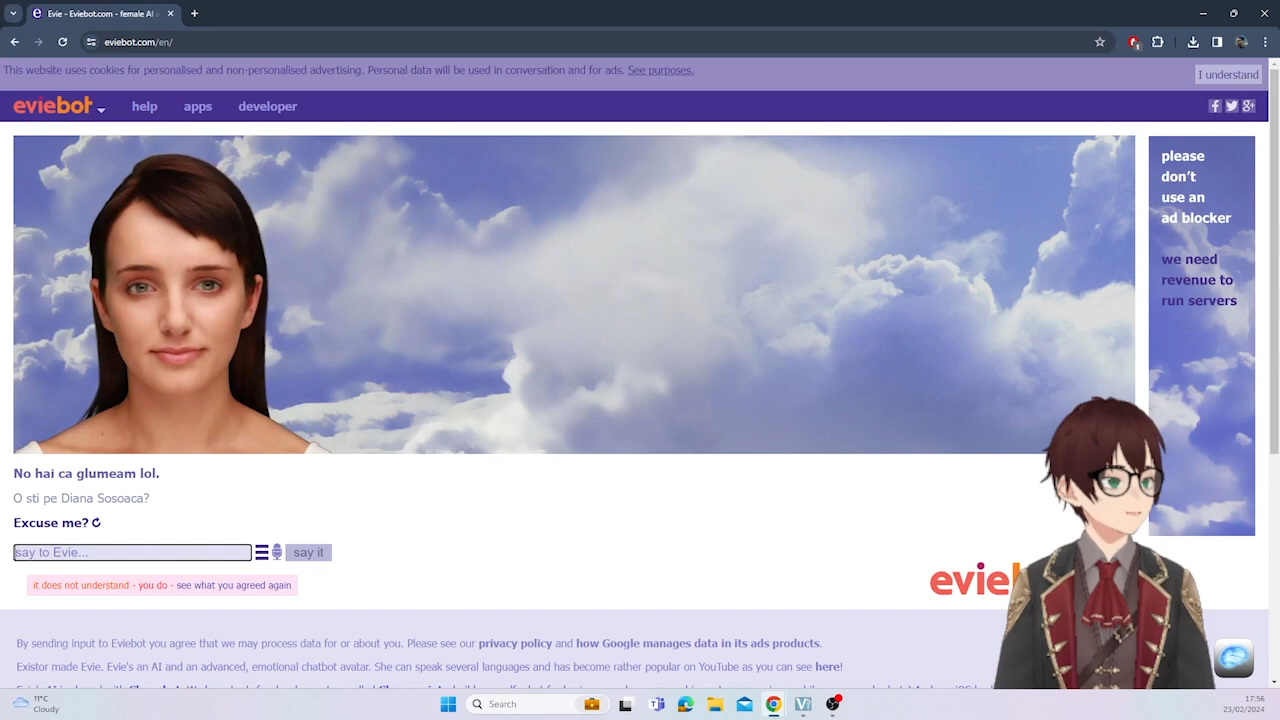 Evie - Eviebot - female AI
eviebot.com/en/
This website uses cookies for personalised and non-personalised advertising. Personal data will be used in conversation and for ads. See purposes.
I understand
eviebot
help
apps
developer
please
don't
use an
ad blocker
we need
revenue to
run servers
No hai ca glumeam lol.
O sti pe Diana Sosoaca?
Excuse me?
say to Evie...
say it
it does not understand - you do - see what you agreed again
By sending input to Eviebot you agree that we may process data for or about you. Please see our privacy policy and how Google manages data in its ads products.
Existor made Evie. Evie's an AI and an advanced, emotional chatbot avatar. She can speak several languages and has become rather popular on YouTube as you can see here!
11°C
Cloudy
Search
17:56
23/02/2024